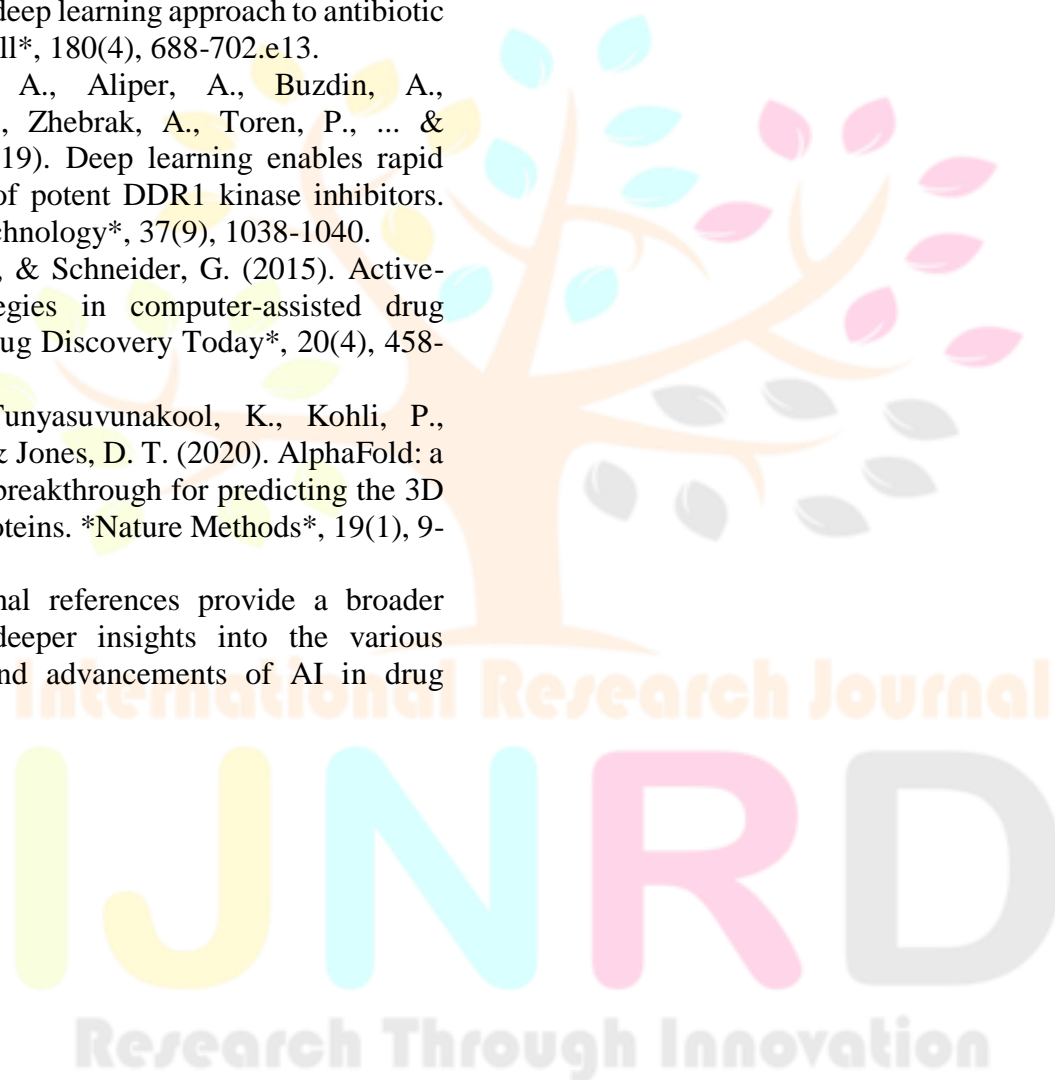 deep learning approach to antibiotic
ll*, 180(4), 688-702.e13.
A., Aliper, A., Buzdin, A.,
., Zhebrak, A., Toren, P., ... &
19). Deep learning enables rapid
of potent DDR1 kinase inhibitors.
chnology*, 37(9), 1038-1040.
, & Schneider, G. (2015). Active-
egies in computer-assisted drug
ug Discovery Today*, 20(4), 458-
Tunyasuvunakool, K., Kohli, P.,
& Jones, D. T. (2020). AlphaFold: a
breakthrough for predicting the 3D
oteins. *Nature Methods*, 19(1), 9-
nal references provide a broader
deeper insights into the various
nd advancements of AI in drug
International Research Journal
IJNRD
Research Through Innovation